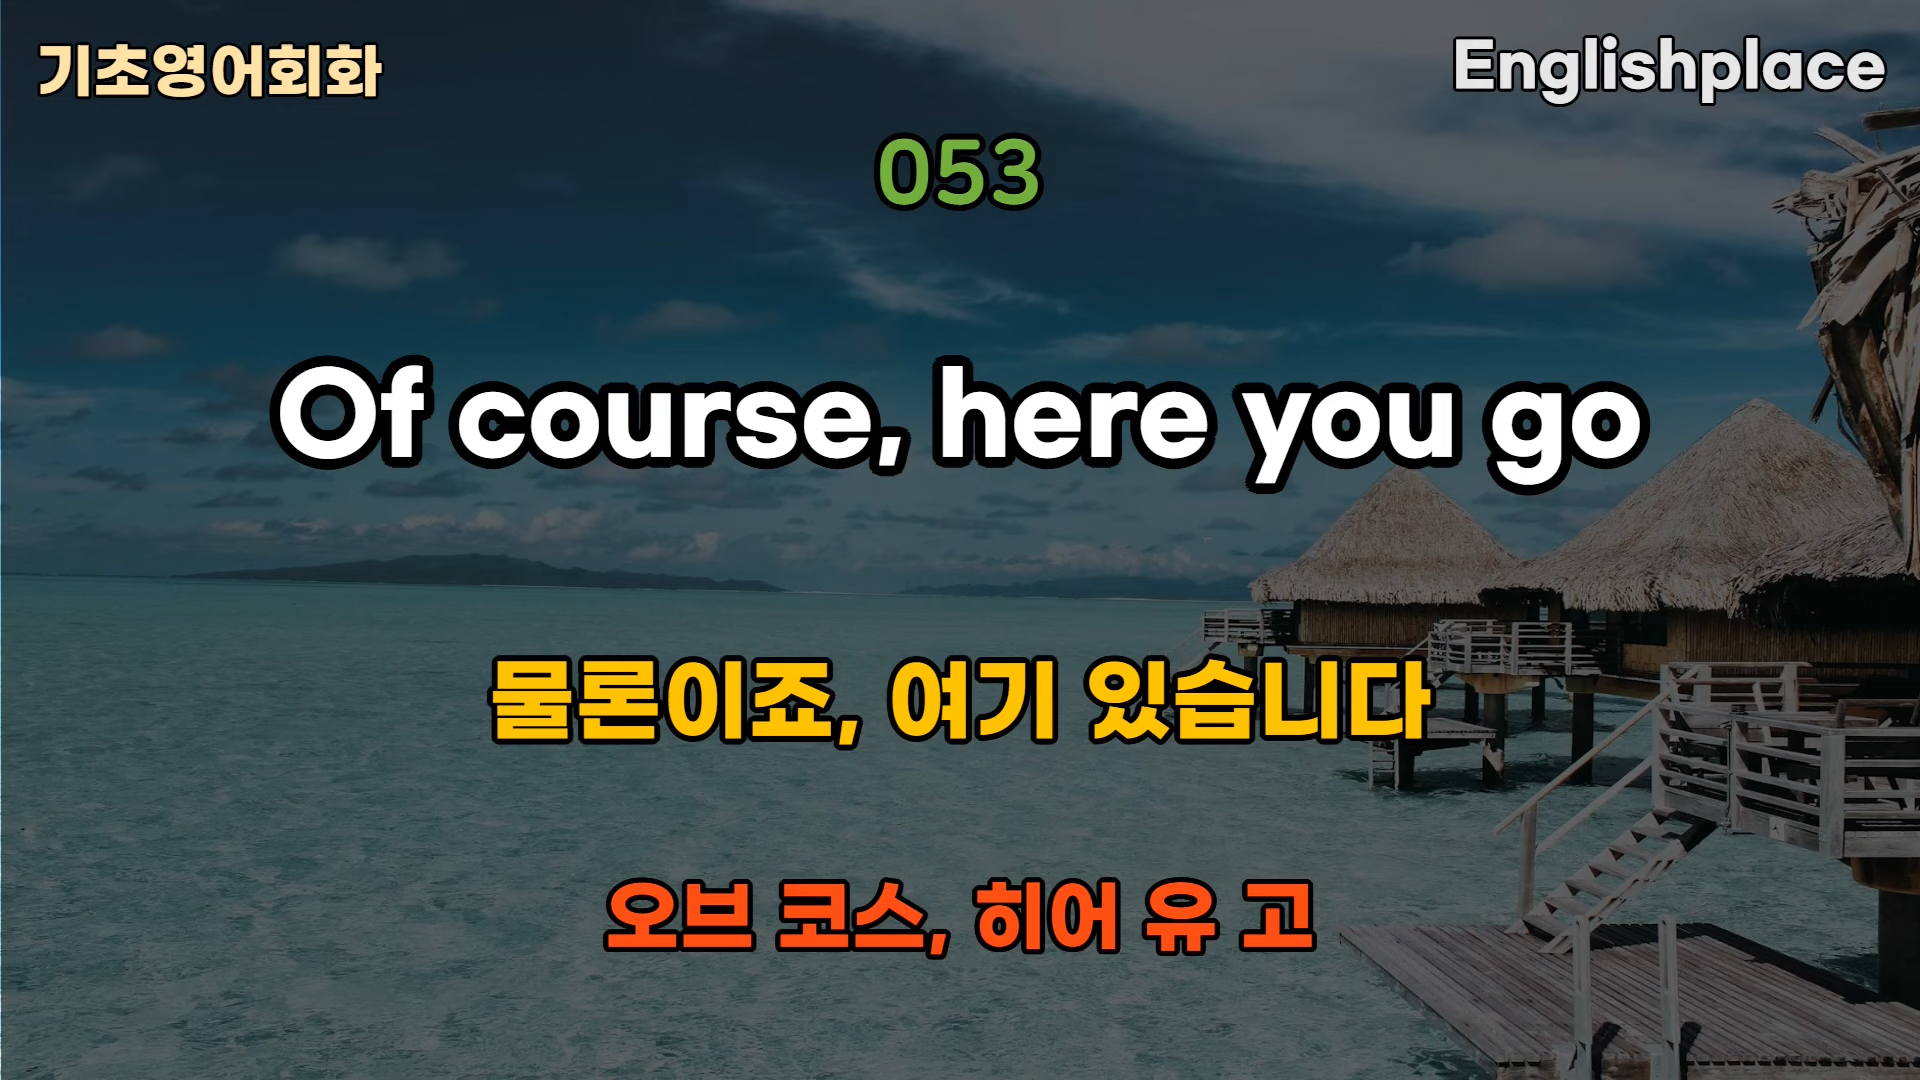 기초영어회화
Englishplace
053
Of course, here you go
물론이죠, 여기 있습니다
오브 코스, 히어 유 고